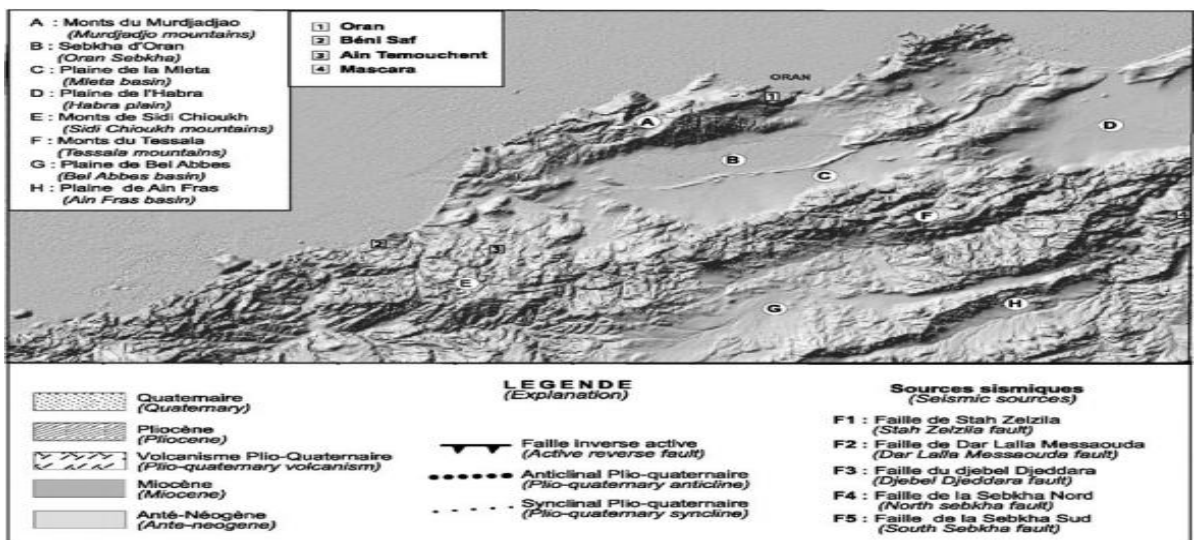 A : Monts du Murdjadjao
(Murdjadjo mountains)
B : Sebkha d'Oran
(Oran Sebkha)
C : Plaine de la Mleta
(Mleta basin)
D : Plaine de l'Habra
(Habra plain)
E : Monts de Sidi Chioukh
(Sidi Chioukh mountains)
F : Monts du Tessala
(Tessala mountains)
G : Plaine de Bel Abbes
(Bel Abbes basin)
H : Plaine de Ain Fras
(Ain Fras basin)
1 Oran
2 Béni Saf
3 Ain Temouchent
4 Mascara
ORAN
1
A
D
B
C
F
4
2
3
E
G
H
Quaternaire
(Quaternary)
Pliocène
(Pliocene)
Volcanisme Plio-Quaternaire
(Plio-quaternary volcanism)
Miocène
(Miocene)
Anté-Néogène
(Ante-neogene)
LEGENDE
(Explanation)
Faille Inverse active
(Active reverse fault)
Anticlinal Plio-quaternaire
(Plio-quaternary anticline)
Synclinal Plio-quaternaire
(Plio-quaternary syncline)
Sources sismiques
(Seismic sources)
F1 : Faille de Stah Zelzila
(Stah Zelzila fault)
F2 : Faille de Dar Lalla Messaouda
(Dar Lalla Messaouda fault)
F3 : Faille du djebel Djeddara
(Djebel Djeddara fault)
F4 : Faille de la Sebkha Nord
(North sebkha fault)
F5 : Faille de la Sebkha Sud
(South Sebkha fault)